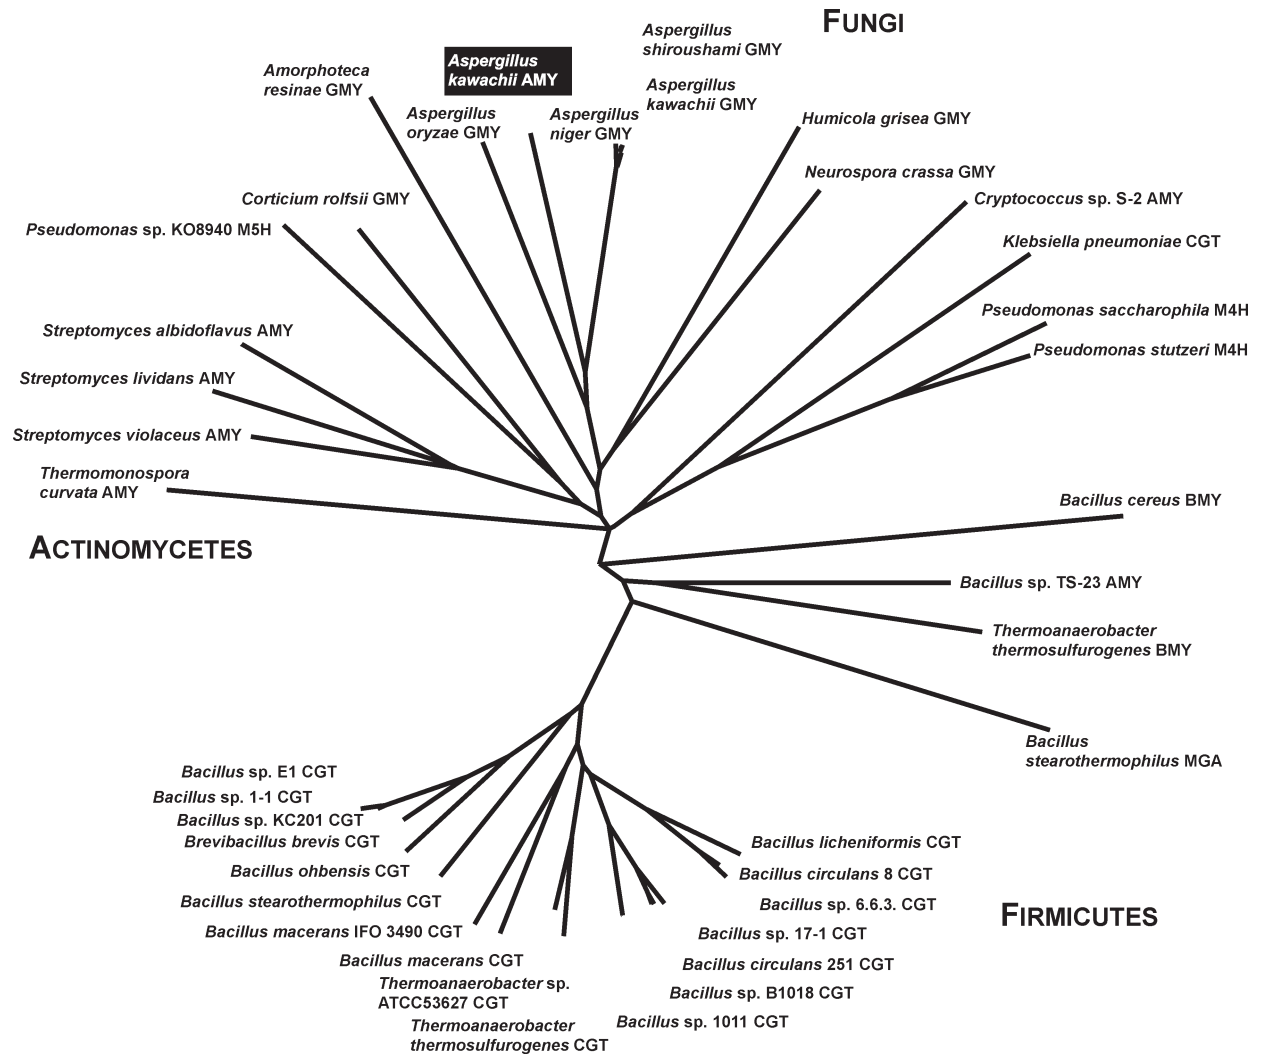 FUNGI
Aspergillus
shiroushami GMY
Aspergillus
kawachii AMY
Amorphoteca
resinae GMY
Aspergillus
kawachii GMY
Aspergillus
oryzae GMY
Aspergillus
niger GMY
Humicola grisea GMY
Neurospora crassa GMY
Corticium rolfsii GMY
Cryptococcus sp. S-2 AMY
Pseudomonas sp. KO8940 M5H
Klebsiella pneumoniae CGT
Pseudomonas saccharophila M4H
Streptomyces albidoflavus AMY
Pseudomonas stutzeri M4H
Streptomyces lividans AMY
Streptomyces violaceus AMY
Thermomonospora
curvata AMY
Bacillus cereus BMY
ACTINOMYCETES
Bacillus sp. TS-23 AMY
Thermoanaerobacter
thermosulfurogenes BMY
Bacillus
stearothermophilus MGA
Bacillus sp. E1 CGT
Bacillus sp. 1-1 CGT
Bacillus sp. KC201 CGT
Brevibacillus brevis CGT
Bacillus ohbensis CGT
Bacillus stearothermophilus CGT
Bacillus macerans IFO 3490 CGT
Bacillus macerans CGT
Thermoanaerobacter sp.
ATCC53627 CGT
Thermoanaerobacter
thermosulfurogenes CGT
Bacillus licheniformis CGT
Bacillus circulans 8 CGT
Bacillus sp. 6.6.3. CGT
Bacillus sp. 17-1 CGT
Bacillus circulans 251 CGT
Bacillus sp. B1018 CGT
Bacillus sp. 1011 CGT
FIRMICUTES